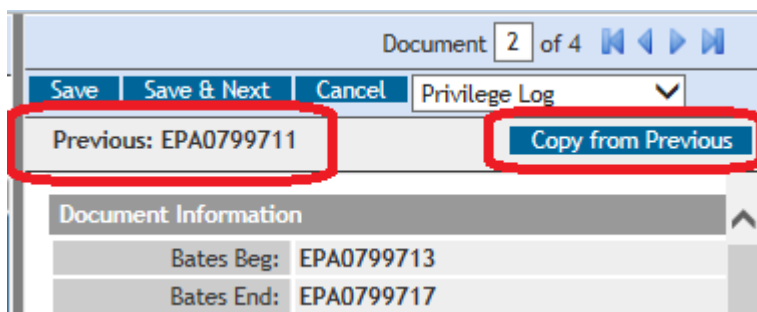 Document 2 of 4
Save Save & Next Cancel Privilege Log
Previous: EPA0799711 Copy from Previous
Document Information
Bates Beg: EPA0799713
Bates End: EPA0799717